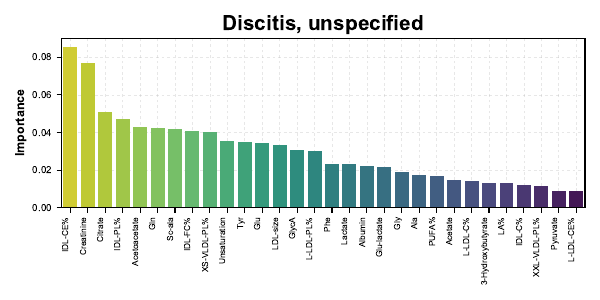 Discitis, unspecified
Importance
0.08
0.06
0.04
0.02
0.00
IDL-CE%
Creatinine
Citrate
IDL-PL%
Acetoacetate
Gln
Sc-ala
IDL-FC%
XS-VLDL-PL%
Unsaturation
Tyr
Glu
LDL-size
GlycA
L-LDL-PL%
Phe
Lactate
Albumin
Glu-lactate
Gly
Ala
PUFA%
Acetate
L-LDL-C%
3-Hydroxybutyrate
LA%
IDL-C%
XXL-VLDL-PL%
Pyruvate
L-LDL-CE%